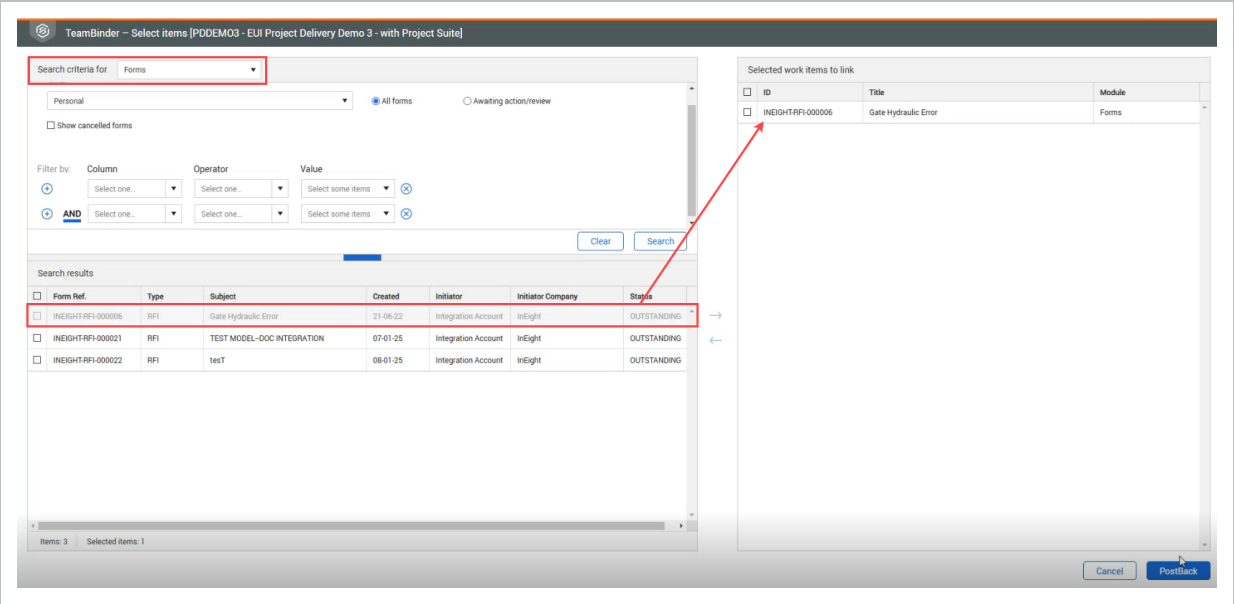 TeamBinder – Select items [PDDEMO3 - EUI Project Delivery Demo 3 - with Project Suite]
Search criteria for Forms
Personal All forms Awaiting action/review
Show cancelled forms
Filter by: Column Operator Value
Select one... Select one... Select some items
AND Select one... Select one... Select some items
Clear Search
Search results
Form Ref. Type Subject Created Initiator Initiator Company Status
INEIGHT-RFI-000006 RFI Gate Hydraulic Error 21-06-22 Integration Account InEight OUTSTANDING
INEIGHT-RFI-000021 RFI TEST MODEL-DOC INTEGRATION 07-01-25 Integration Account InEight OUTSTANDING
INEIGHT-RFI-000022 RFI tesT 08-01-25 Integration Account InEight OUTSTANDING
Items: 3 Selected items: 1
Selected work items to link
ID Title Module
INEIGHT-RFI-000006 Gate Hydraulic Error Forms
Cancel PostBack